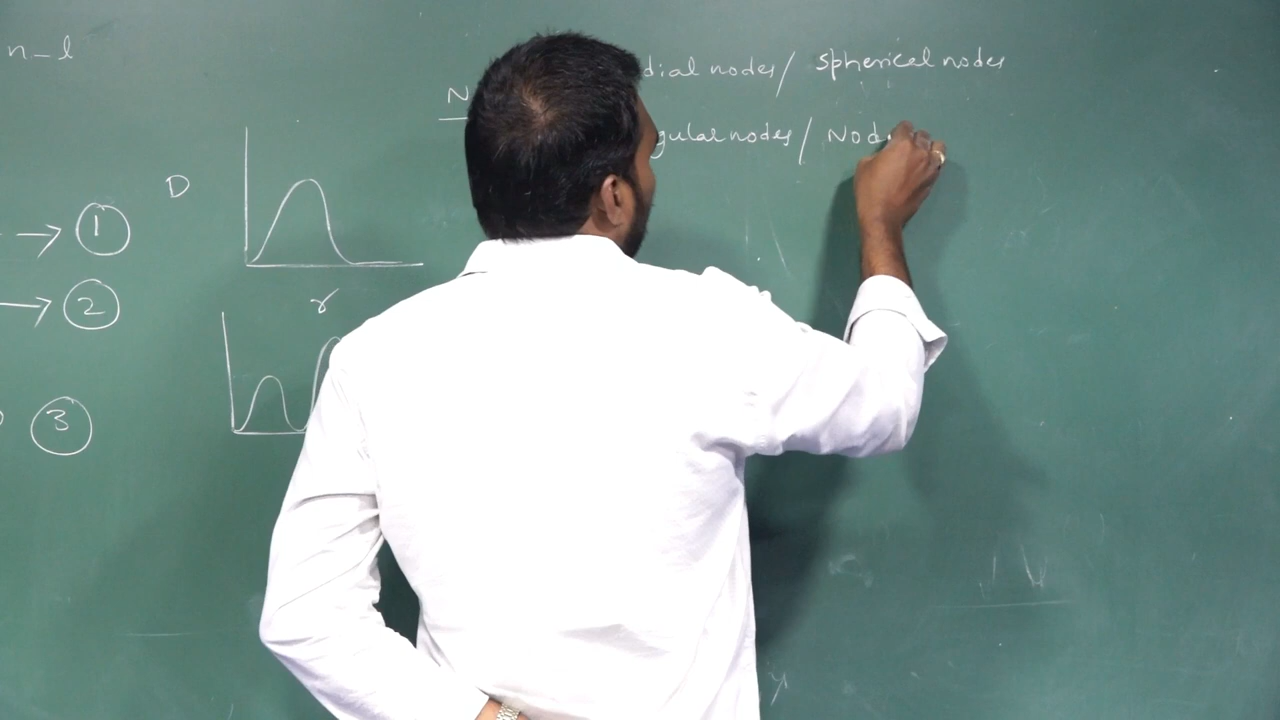 n-l
N
dial nodes/ Spherical nodes
gular nodes/ Nod
D
→ 1
r
→ 2
3